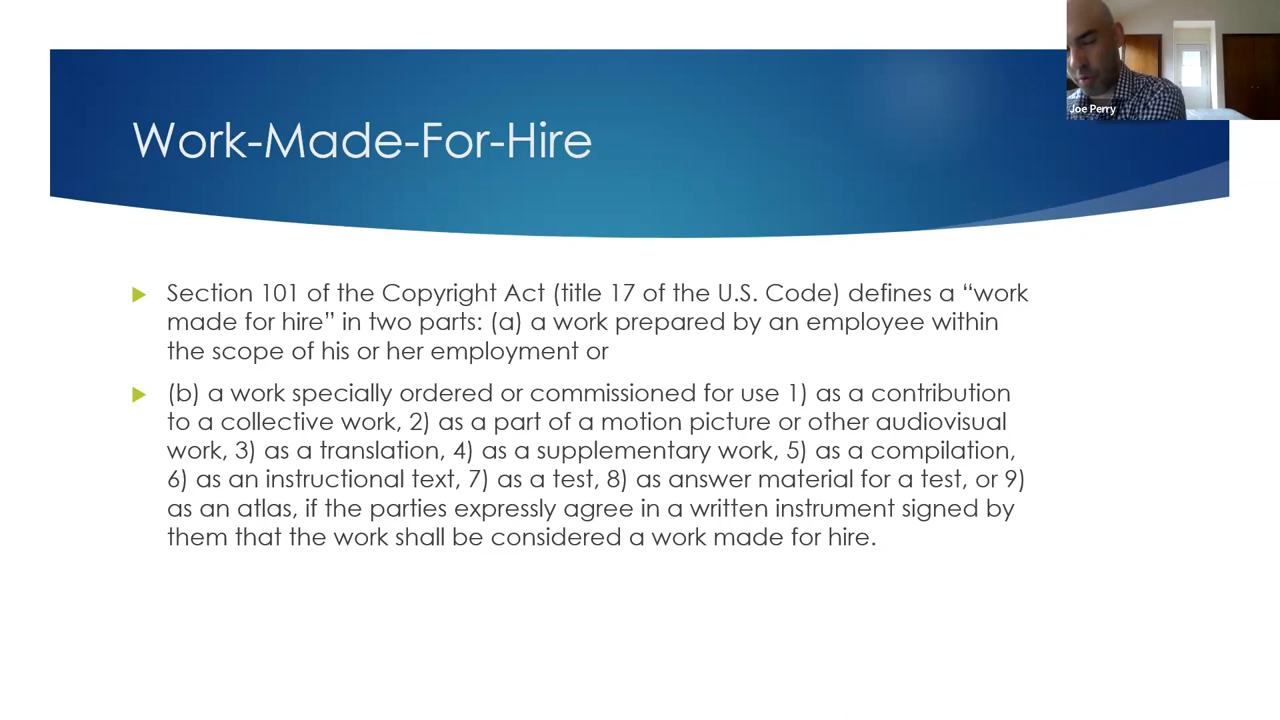 Joe Perry
Work-Made-For-Hire
Section 101 of the Copyright Act (title 17 of the U.S. Code) defines a “work
made for hire” in two parts: (a) a work prepared by an employee within
the scope of his or her employment or
(b) a work specially ordered or commissioned for use 1) as a contribution
to a collective work, 2) as a part of a motion picture or other audiovisual
work, 3) as a translation, 4) as a supplementary work, 5) as a compilation,
6) as an instructional text, 7) as a test, 8) as answer material for a test, or 9)
as an atlas, if the parties expressly agree in a written instrument signed by
them that the work shall be considered a work made for hire.